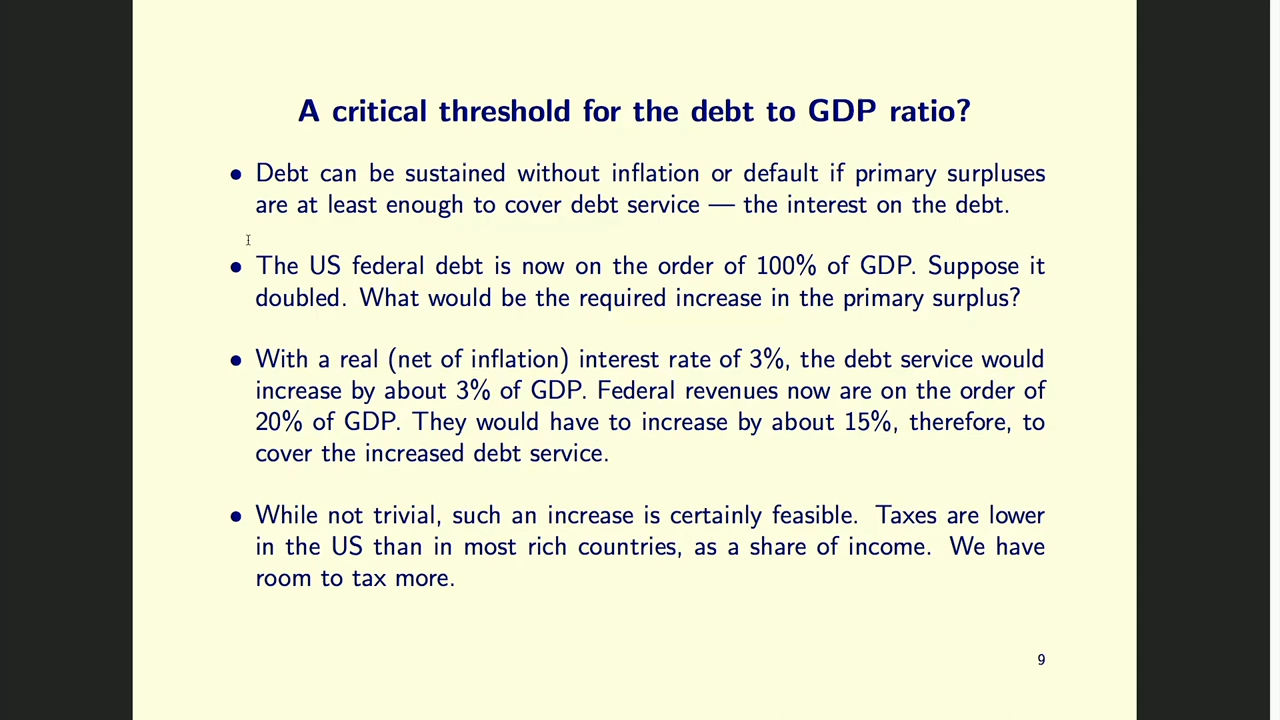 A critical threshold for the debt to GDP ratio?
• Debt can be sustained without inflation or default if primary surpluses
are at least enough to cover debt service — the interest on the debt.
• The US federal debt is now on the order of 100% of GDP. Suppose it
doubled. What would be the required increase in the primary surplus?
• With a real (net of inflation) interest rate of 3%, the debt service would
increase by about 3% of GDP. Federal revenues now are on the order of
20% of GDP. They would have to increase by about 15%, therefore, to
cover the increased debt service.
• While not trivial, such an increase is certainly feasible. Taxes are lower
in the US than in most rich countries, as a share of income. We have
room to tax more.
9